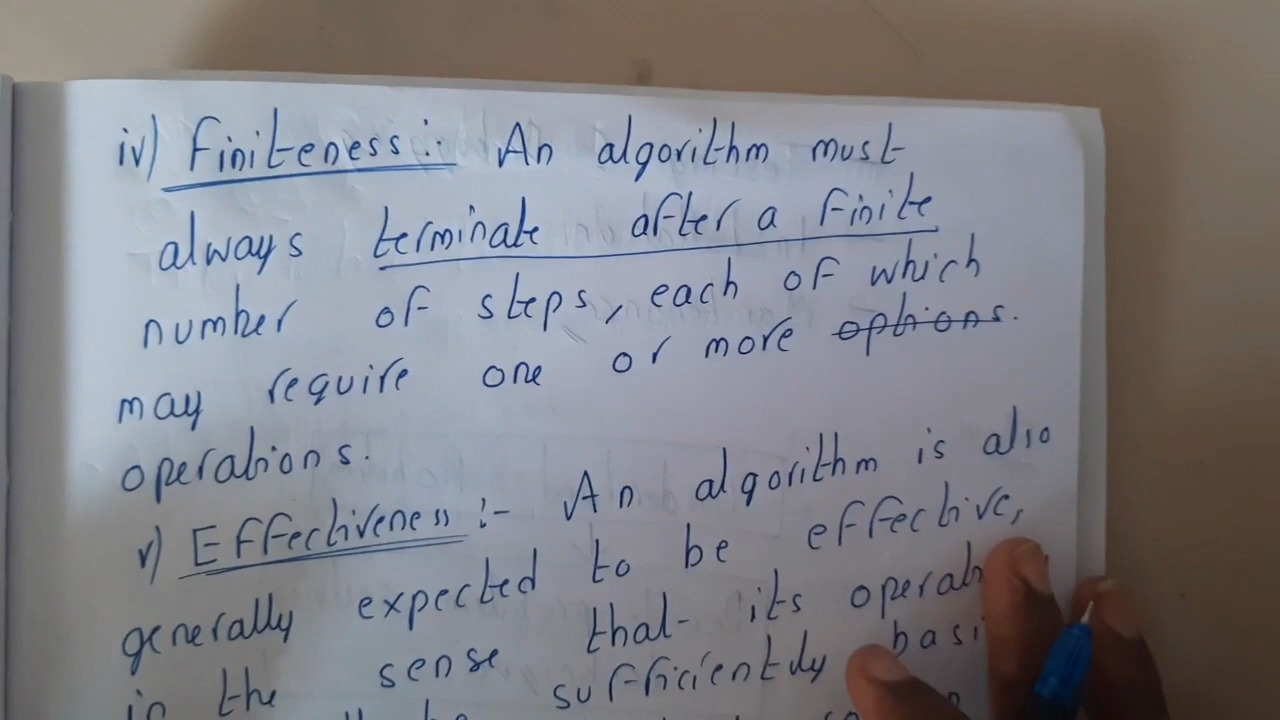 iv) Finiteness :- An algorithm must
always terminate after a finite
number of steps, each of which
may require one or more options.
operations.
v) Effectiveness :- An algorithm is also
generally expected to be effective,
in the sense that its
sufficiently